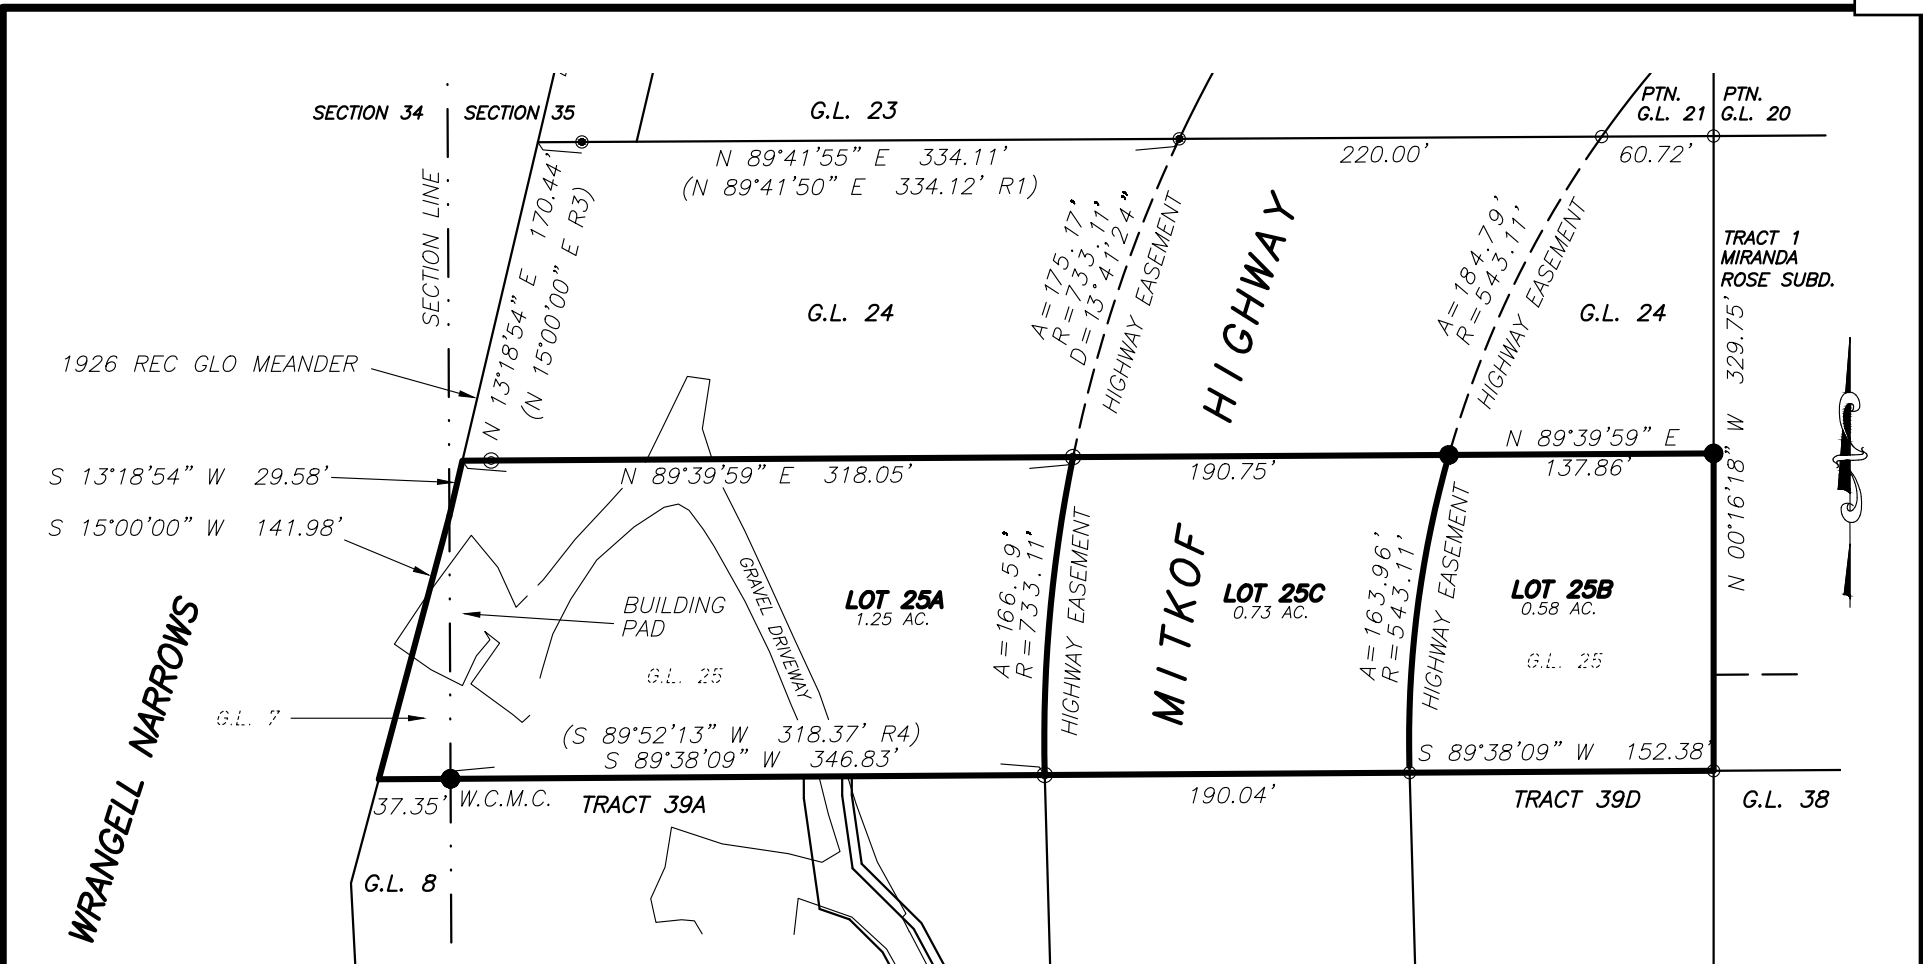 SECTION 34
SECTION 35
G.L. 23
PTN.
G.L. 21
PTN.
G.L. 20
N 89°41'55" E 334.11'
(N 89°41'50" E 334.12' R1)
220.00'
60.72'
SECTION LINE
N 13°18'54" E 170.44'
(N 15°00'00" E R3)
A=175.17'
R=733.11'
D=13°41'24"
HIGHWAY EASEMENT
HIGHWAY
A=184.79'
R=543.11'
HIGHWAY EASEMENT
TRACT 1
MIRANDA
ROSE SUBD.
G.L. 24
G.L. 24
1926 REC GLO MEANDER
N 00°16'18" W 329.75'
N 89°39'59" E
137.86'
S 13°18'54" W 29.58'
N 89°39'59" E 318.05'
190.75'
S 15°00'00" W 141.98'
GRAVEL DRIVEWAY
A=166.59'
R=733.11'
HIGHWAY EASEMENT
MITKOF
A=163.96'
R=543.11'
HIGHWAY EASEMENT
BUILDING
PAD
LOT 25A
1.25 AC.
LOT 25C
0.73 AC.
LOT 25B
0.58 AC.
G.L. 25
G.L. 25
WRANGELL NARROWS
G.L. 7
(S 89°52'13" W 318.37' R4)
S 89°38'09" W 346.83'
S 89°38'09" W 152.38'
37.35'
W.C.M.C.
TRACT 39A
190.04'
TRACT 39D
G.L. 38
G.L. 8